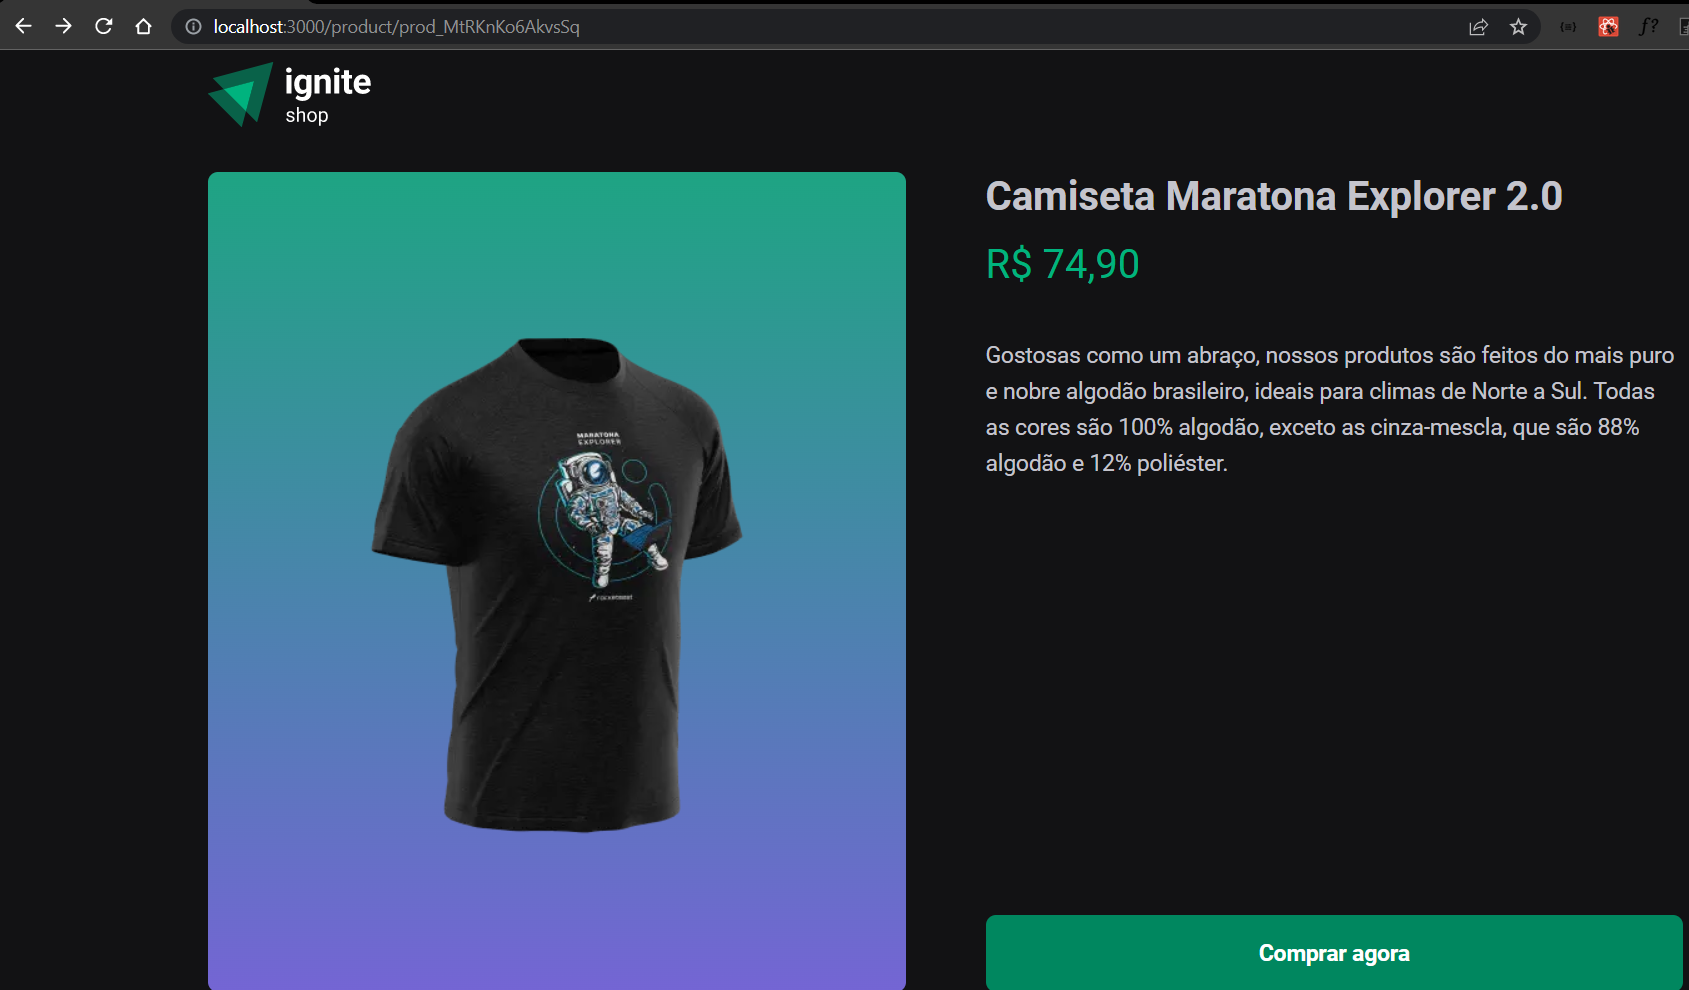 localhost:3000/product/prod_MtRKnKo6AkvsSq
f?
ignite
shop
Camiseta Maratona Explorer 2.0
R$ 74,90
Gostosas como um abraço, nossos produtos são feitos do mais puro
e nobre algodão brasileiro, ideais para climas de Norte a Sul. Todas
as cores são 100% algodão, exceto as cinza-mescla, que são 88%
algodão e 12% poliéster.
MARATONA
EXPLORER
rocketseat
Comprar agora